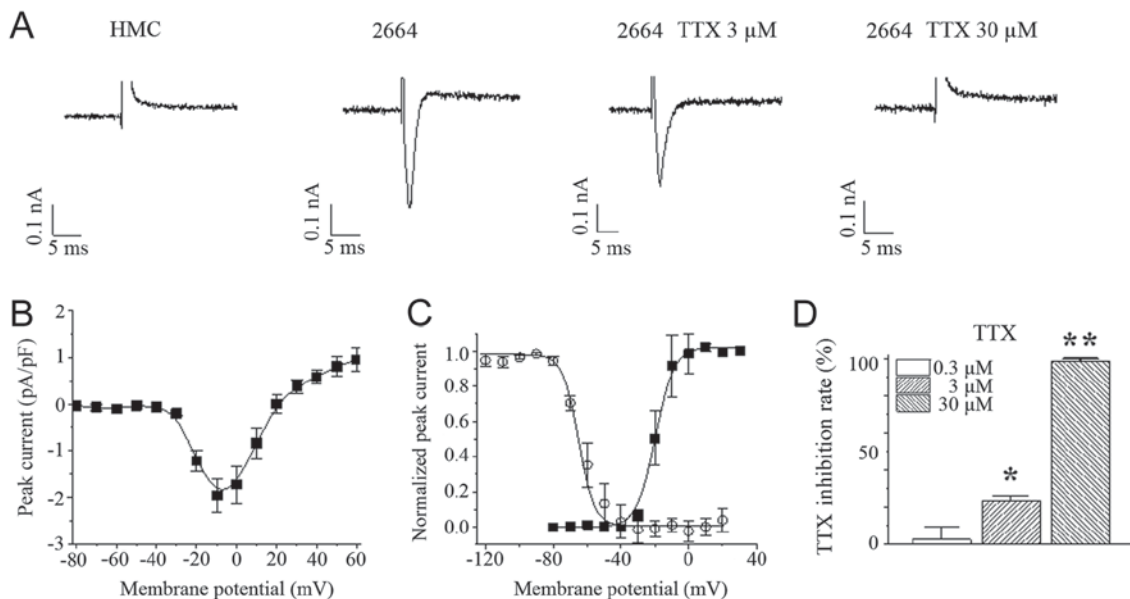 A
HMC
2664
2664 TTX 3 μM
2664 TTX 30 μM
0.1 nA
5 ms
0.1 nA
5 ms
0.1 nA
5 ms
0.1 nA
5 ms
B
Peak current (pA/pF)
2
1
0
-1
-2
-3
-80 -60 -40 -20 0 20 40 60
Membrane potential (mV)
C
Normalized peak current
1.0
0.8
0.6
0.4
0.2
0.0
-120 -80 -40 0 40
Membrane potential (mV)
D
TTX
TTX inhibition rate (%)
100
50
0
0.3 μM
3 μM
30 μM
*
**